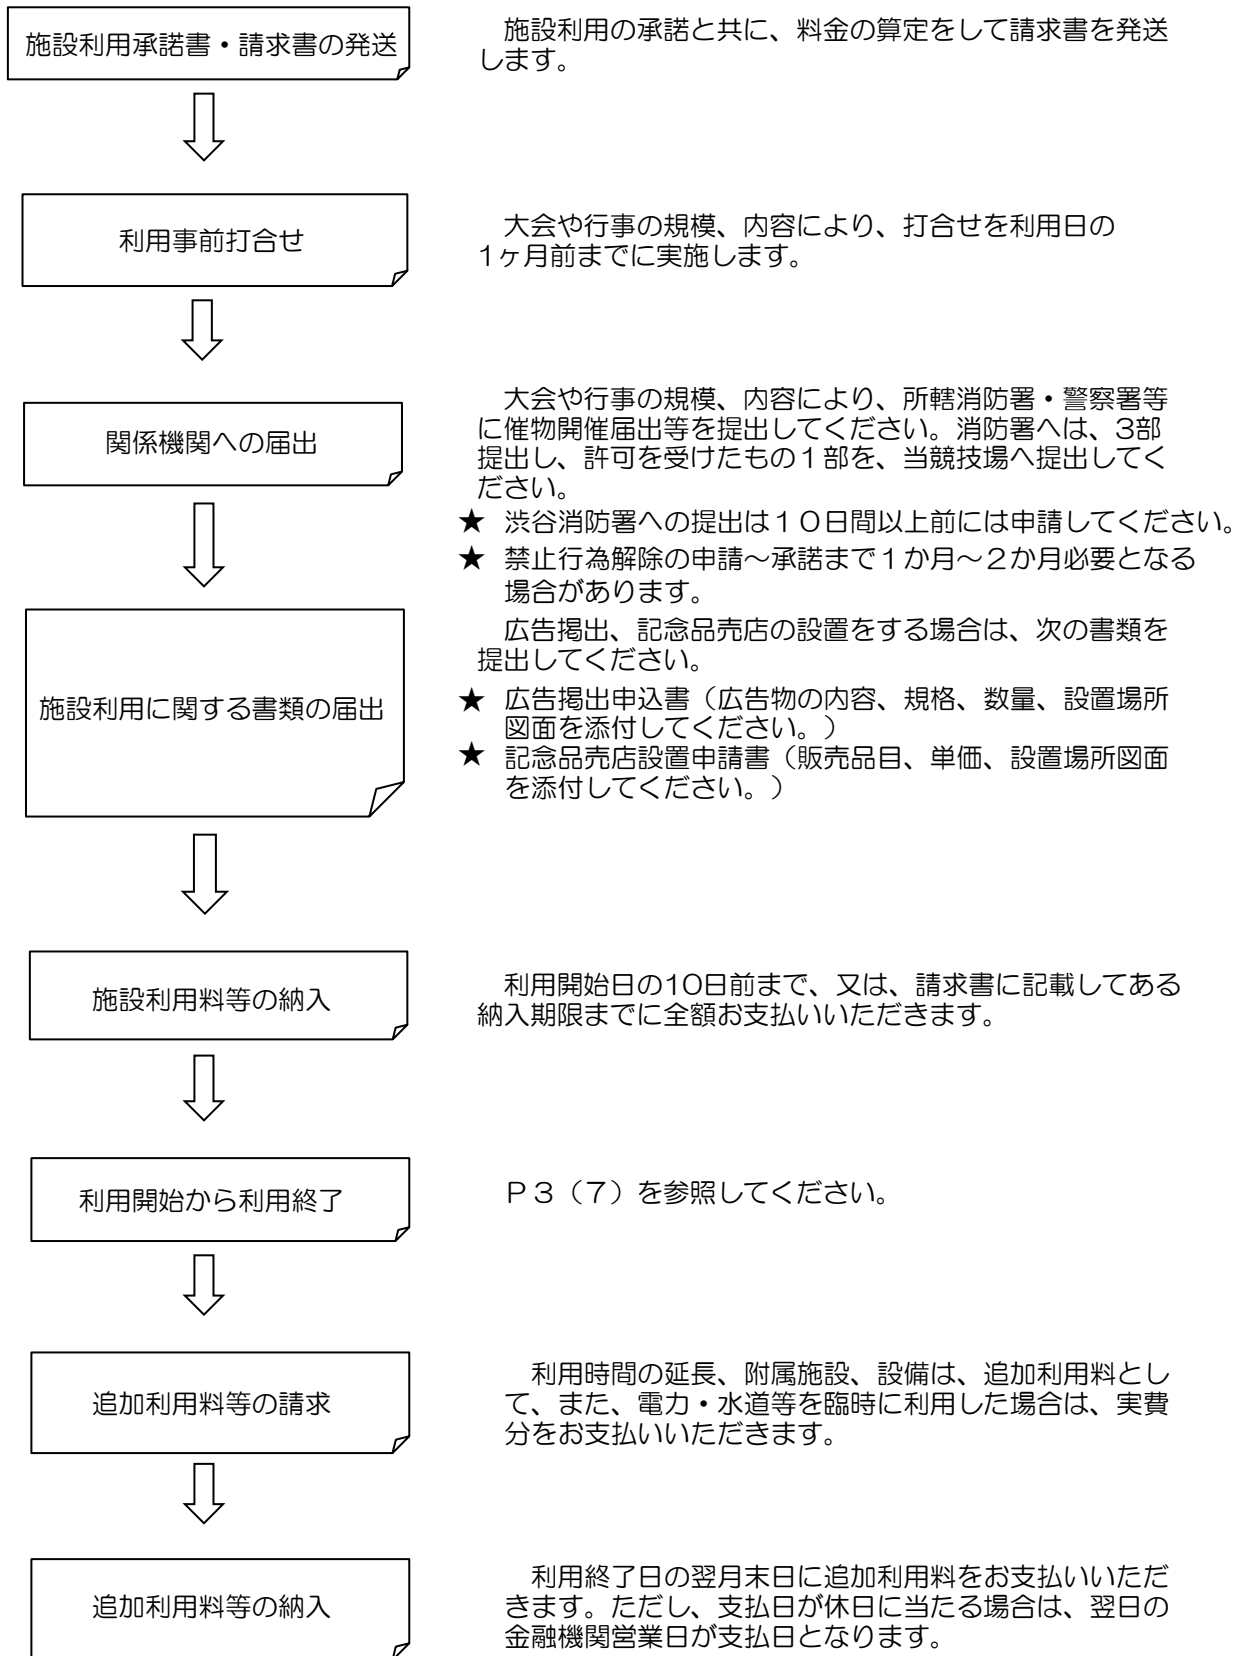 施設利用承諾書・請求書の発送
施設利用の承諾と共に、料金の算定をして請求書を発送
します。
利用事前打合せ
大会や行事の規模、内容により、打合せを利用日の
1ヶ月前までに実施します。
関係機関への届出
大会や行事の規模、内容により、所轄消防署・警察署等
に催物開催届出等を提出してください。消防署へは、3部
提出し、許可を受けたもの１部を、当競技場へ提出してく
ださい。
★ 渋谷消防署への提出は１０日間以上前には申請してください。
★ 禁止行為解除の申請～承諾まで１か月～２か月必要となる
場合があります。
施設利用に関する書類の届出
広告掲出、記念品売店の設置をする場合は、次の書類を
提出してください。
★ 広告掲出申込書（広告物の内容、規格、数量、設置場所
図面を添付してください。）
★ 記念品売店設置申請書（販売品目、単価、設置場所図面
を添付してください。）
施設利用料等の納入
利用開始日の10日前まで、又は、請求書に記載してある
納入期限までに全額お支払いいただきます。
利用開始から利用終了
Ｐ３（７）を参照してください。
追加利用料等の請求
利用時間の延長、附属施設、設備は、追加利用料とし
て、また、電力・水道等を臨時に利用した場合は、実費
分をお支払いいただきます。
追加利用料等の納入
利用終了日の翌月末日に追加利用料をお支払いいただ
きます。ただし、支払日が休日に当たる場合は、翌日の
金融機関営業日が支払日となります。